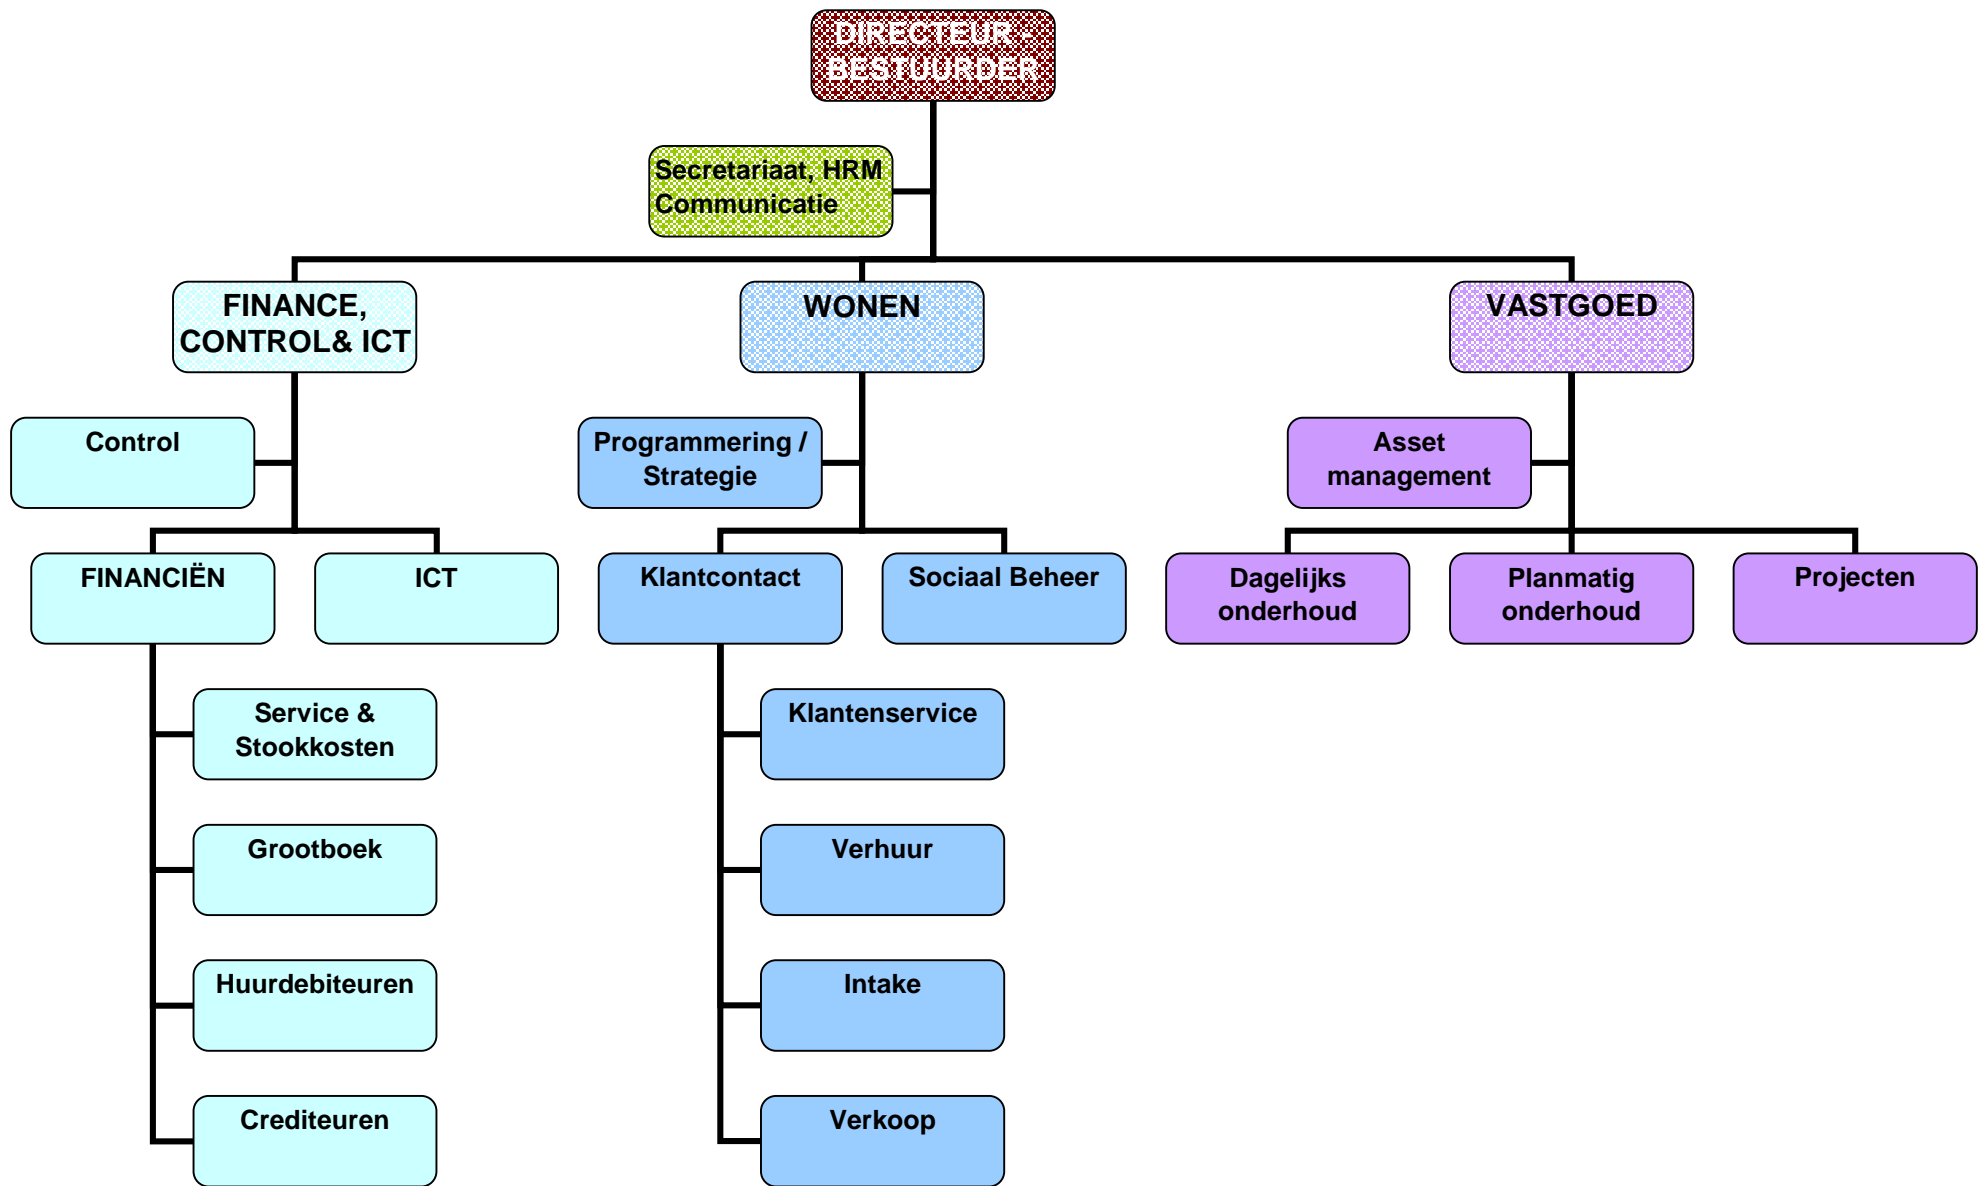 DIRECTEUR -
BESTUURDER
Secretariaat, HRM
Communicatie
FINANCE,
CONTROL& ICT
WONEN
VASTGOED
Control
Programmering /
Strategie
Asset
management
FINANCIËN
ICT
Klantcontact
Sociaal Beheer
Dagelijks
onderhoud
Planmatig
onderhoud
Projecten
Service &
Stookkosten
Klantenservice
Grootboek
Verhuur
Huurdebiteuren
Intake
Crediteuren
Verkoop